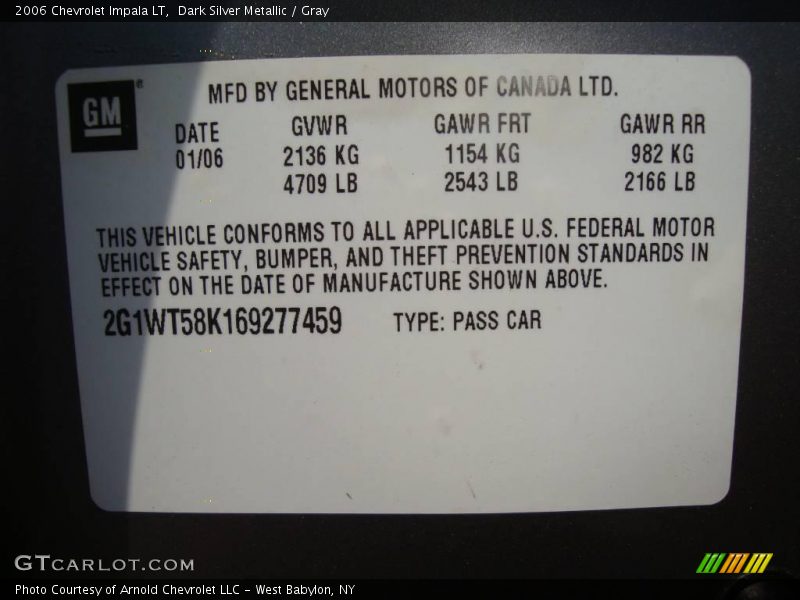 2006 Chevrolet Impala LT, Dark Silver Metallic / Gray
GM ®
MFD BY GENERAL MOTORS OF CANADA LTD.
DATE GVWR GAWR FRT GAWR RR
01/06 2136 KG 1154 KG 982 KG
4709 LB 2543 LB 2166 LB
THIS VEHICLE CONFORMS TO ALL APPLICABLE U.S. FEDERAL MOTOR
VEHICLE SAFETY, BUMPER, AND THEFT PREVENTION STANDARDS IN
EFFECT ON THE DATE OF MANUFACTURE SHOWN ABOVE.
2G1WT58K169277459 TYPE: PASS CAR
GTCARLOT.COM
Photo Courtesy of Arnold Chevrolet LLC - West Babylon, NY